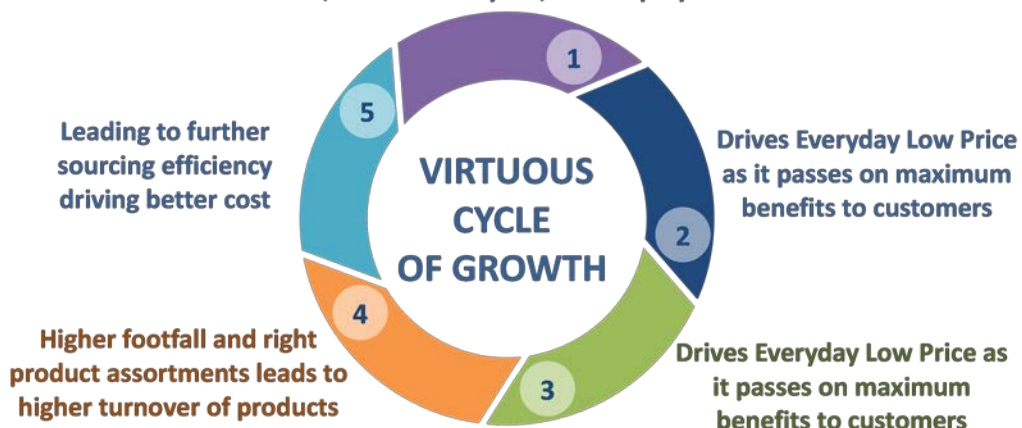 1
5
Leading to further
sourcing efficiency
driving better cost
VIRTUOUS
CYCLE
OF GROWTH
Drives Everyday Low Price
as it passes on maximum
benefits to customers
2
4
Higher footfall and right
product assortments leads to
higher turnover of products
3
Drives Everyday Low Price as
it passes on maximum
benefits to customers